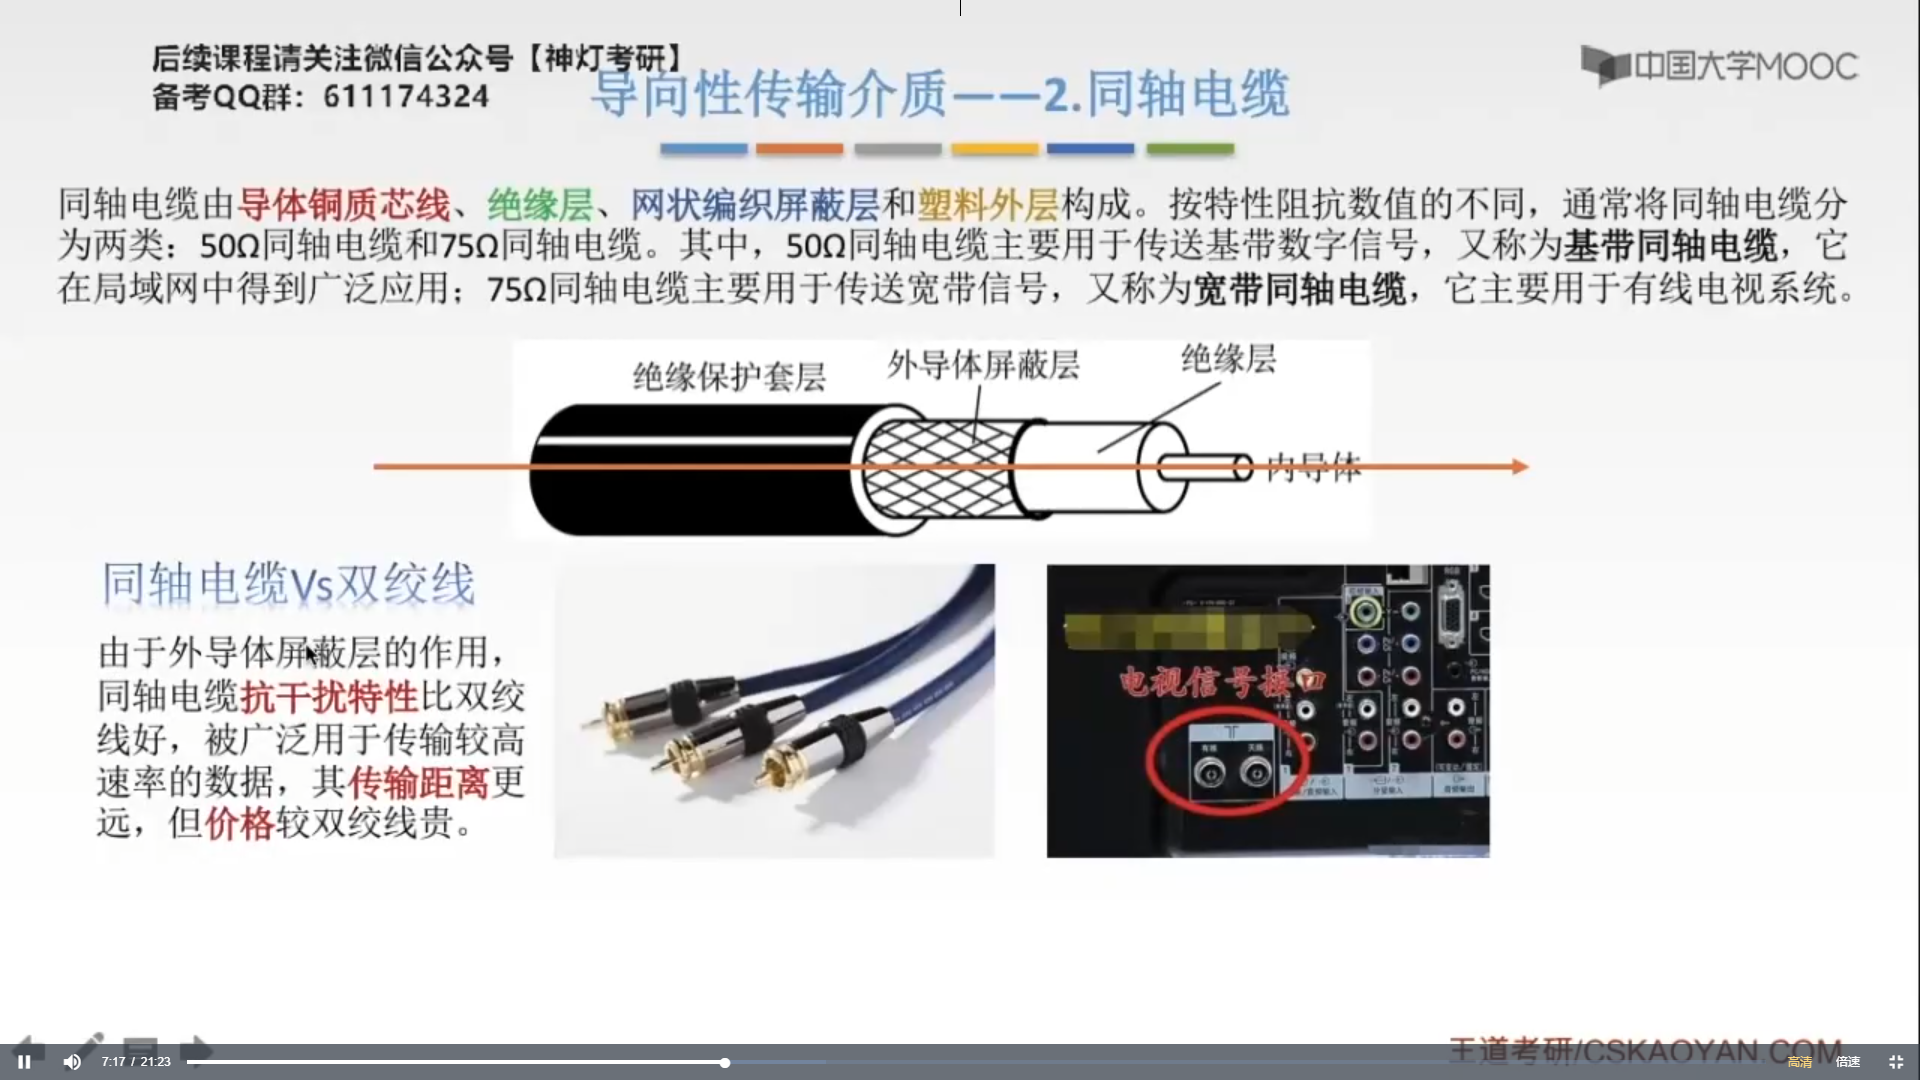 后续课程请关注微信公众号【神灯考研】
备考QQ群：611174324
中国大学MOOC
导向性传输介质——2.同轴电缆
同轴电缆由导体铜质芯线、绝缘层、网状编织屏蔽层和塑料外层构成。按特性阻抗数值的不同，通常将同轴电缆分
为两类：50Ω同轴电缆和75Ω同轴电缆。其中，50Ω同轴电缆主要用于传送基带数字信号，又称为基带同轴电缆，它
在局域网中得到广泛应用；75Ω同轴电缆主要用于传送宽带信号，又称为宽带同轴电缆，它主要用于有线电视系统。
绝缘保护套层
外导体屏蔽层
绝缘层
内导体
同轴电缆Vs双绞线
由于外导体屏蔽层的作用，
同轴电缆抗干扰特性比双绞
线好，被广泛用于传输较高
速率的数据，其传输距离更
远，但价格较双绞线贵。
电视信号接口
有线
天线
RGB
分量输入
音频输出
王道考研/CSKAOYAN.COM
7:17 / 21:23
高清
倍速